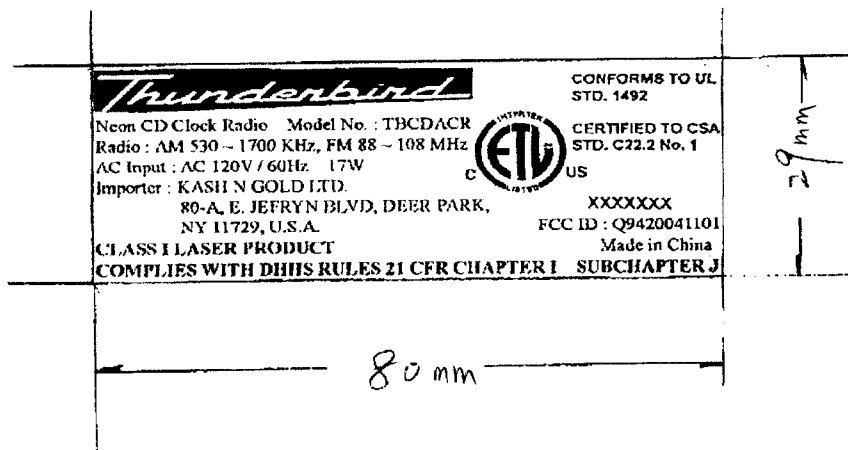 Thunderbird
CONFORMS TO UL
STD. 1492
Neon CD Clock Radio Model No. : TBCDACR
Radio : AM 530 ~ 1700 KHz, FM 88 ~ 108 MHz
AC Input : AC 120V / 60Hz 17W
INTERTEK
ETL
LISTED
C US
CERTIFIED TO CSA
STD. C22.2 No. 1
Importer : KASH N GOLD LTD.
80-A, E. JEFRYN BLVD, DEER PARK,
NY 11729, U.S.A.
XXXXXXX
FCC ID : Q9420041101
CLASS I LASER PRODUCT
Made in China
COMPLIES WITH DHHS RULES 21 CFR CHAPTER I SUBCHAPTER J
29 mm
80 mm